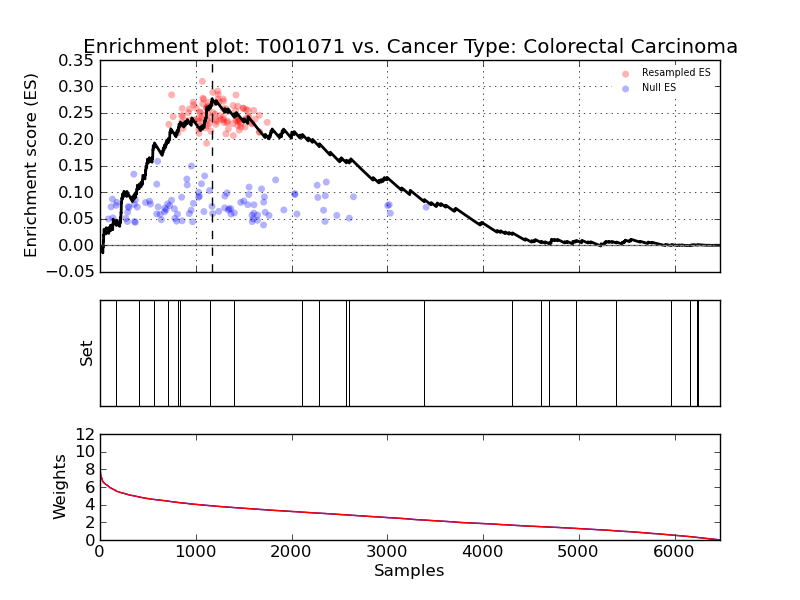 Enrichment plot: T001071 vs. Cancer Type: Colorectal Carcinoma
0.35
0.30
0.25
0.20
0.15
0.10
0.05
0.00
−0.05
Enrichment score (ES)
Resampled ES
Null ES
Set
12
10
8
6
4
2
0
Weights
0 1000 2000 3000 4000 5000 6000
Samples